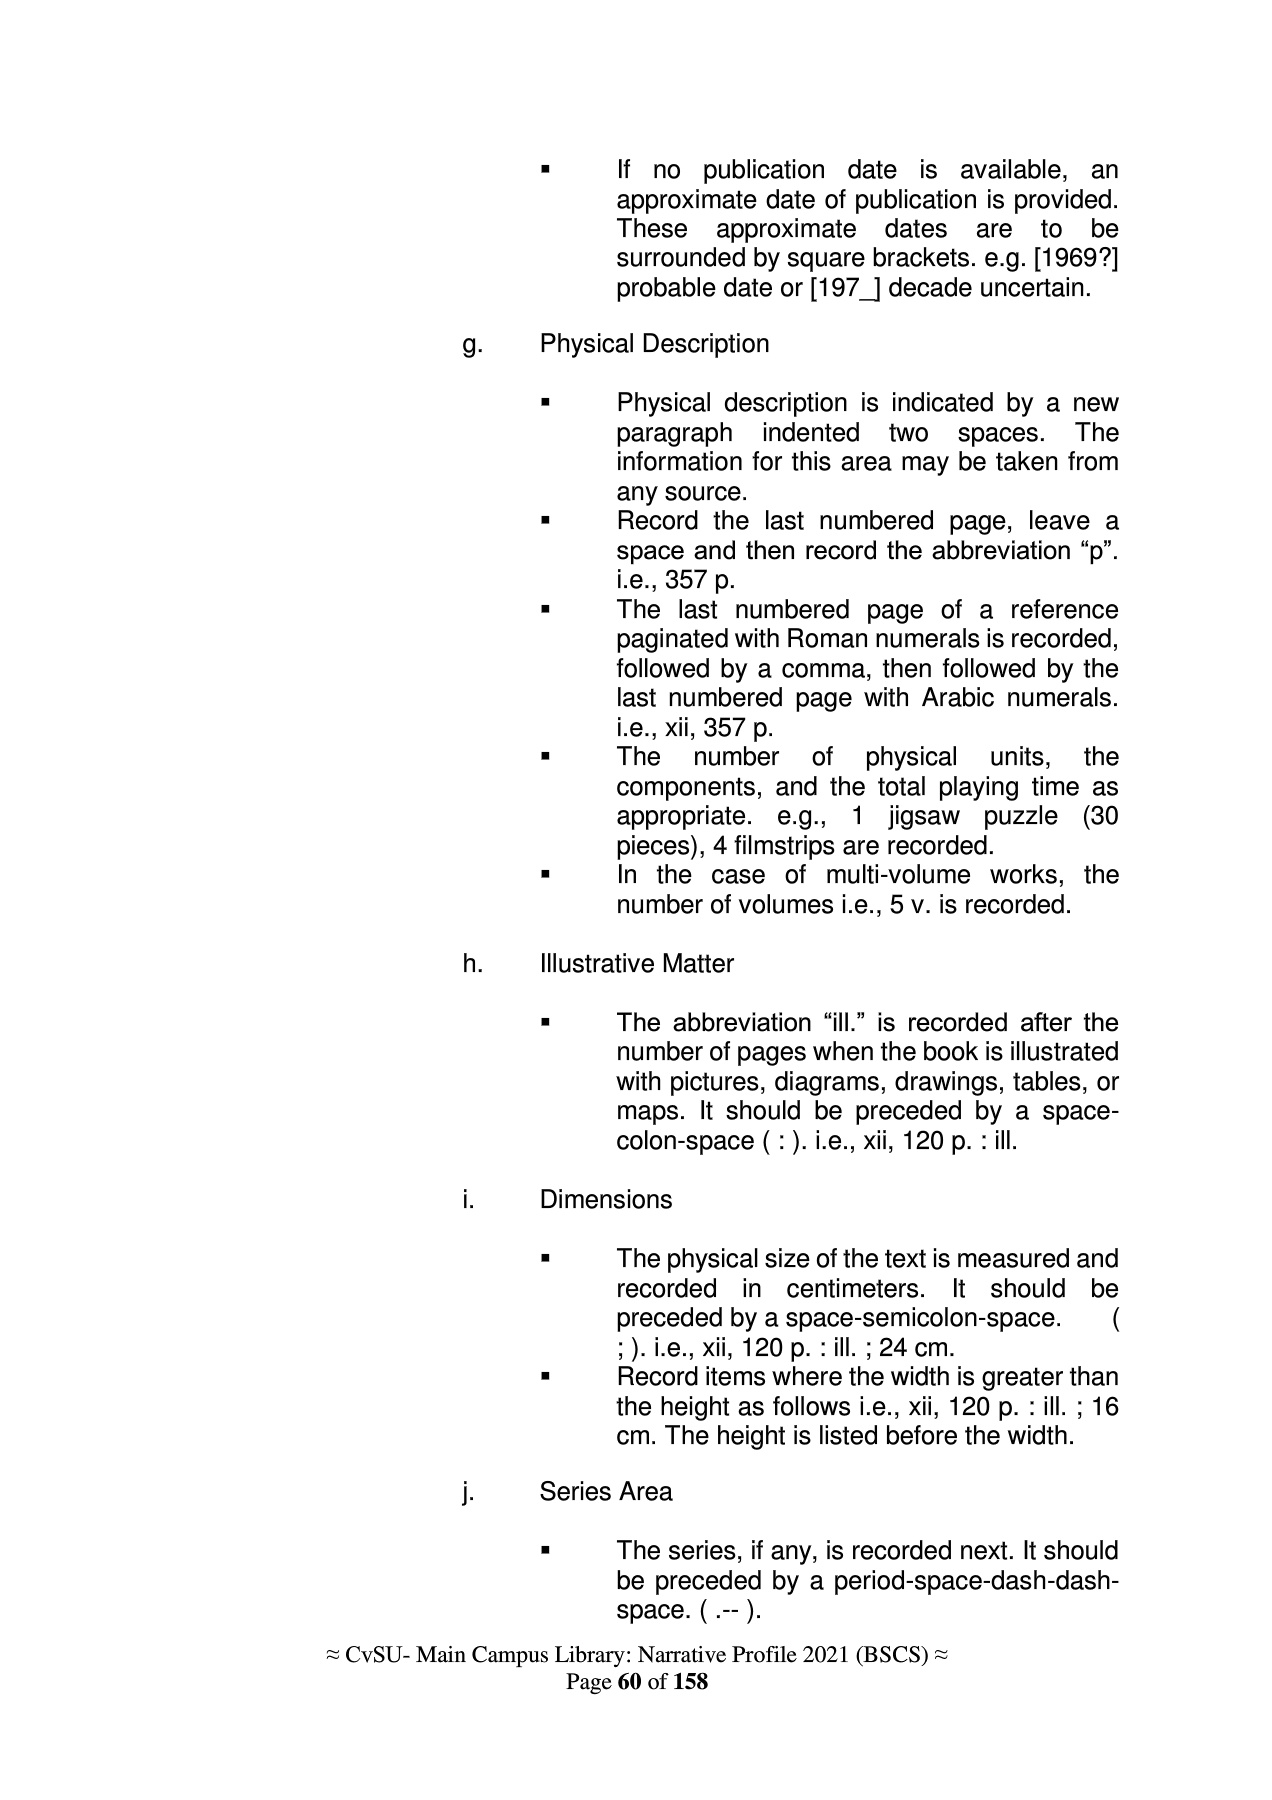 ▪ If no publication date is available, an
approximate date of publication is provided.
These approximate dates are to be
surrounded by square brackets. e.g. [1969?]
probable date or [197_] decade uncertain.
g. Physical Description
▪ Physical description is indicated by a new
paragraph indented two spaces. The
information for this area may be taken from
any source.
▪ Record the last numbered page, leave a
space and then record the abbreviation “p”.
i.e., 357 p.
▪ The last numbered page of a reference
paginated with Roman numerals is recorded,
followed by a comma, then followed by the
last numbered page with Arabic numerals.
i.e., xii, 357 p.
▪ The number of physical units, the
components, and the total playing time as
appropriate. e.g., 1 jigsaw puzzle (30
pieces), 4 filmstrips are recorded.
▪ In the case of multi-volume works, the
number of volumes i.e., 5 v. is recorded.
h. Illustrative Matter
▪ The abbreviation “ill.” is recorded after the
number of pages when the book is illustrated
with pictures, diagrams, drawings, tables, or
maps. It should be preceded by a space-
colon-space ( : ). i.e., xii, 120 p. : ill.
i. Dimensions
▪ The physical size of the text is measured and
recorded in centimeters. It should be
preceded by a space-semicolon-space. (
; ). i.e., xii, 120 p. : ill. ; 24 cm.
▪ Record items where the width is greater than
the height as follows i.e., xii, 120 p. : ill. ; 16
cm. The height is listed before the width.
j. Series Area
▪ The series, if any, is recorded next. It should
be preceded by a period-space-dash-dash-
space. ( .-- ).
≈ CvSU- Main Campus Library: Narrative Profile 2021 (BSCS) ≈
Page 60 of 158